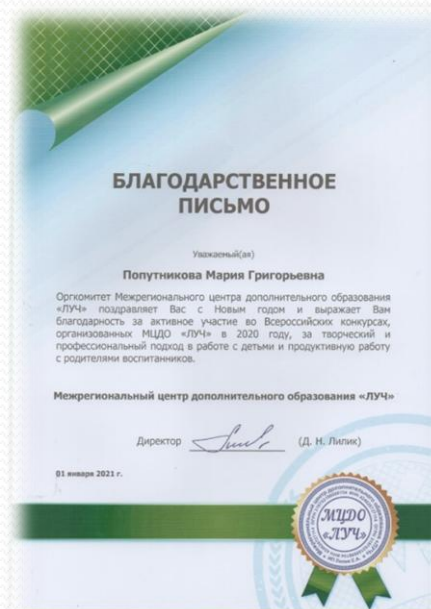 БЛАГОДАРСТВЕННОЕ
ПИСЬМО
Уважаемый(ая)
Попутникова Мария Григорьевна
Оргкомитет Межрегионального центра дополнительного образования
«ЛУЧ» поздравляет Вас с Новым годом и выражает Вам
благодарность за активное участие во Всероссийских конкурсах,
организованных МЦДО «ЛУЧ» в 2020 году, за творческий и
профессиональный подход в работе с детьми и продуктивную работу
с родителями воспитанников.
Межрегиональный центр дополнительного образования «ЛУЧ»
Директор (Д. Н. Лилик)
01 января 2021 г.
МЦДО
«ЛУЧ»